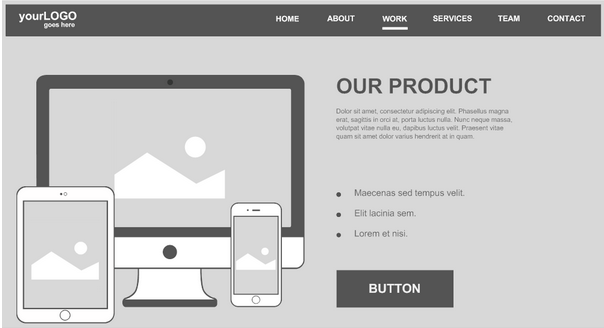 yourLOGO
goes here
HOME ABOUT WORK SERVICES TEAM CONTACT
OUR PRODUCT
Dolor sit amet, consectetur adipiscing elit. Phasellus magna
erat, sagittis in orci at, porta luctus nulla. Nunc neque massa,
volutpat vitae nulla eu, dapibus luctus velit. Praesent vitae
quam sit amet dolor varius hendrerit at in quam.
Maecenas sed tempus velit.
Elit lacinia sem.
Lorem et nisi.
BUTTON